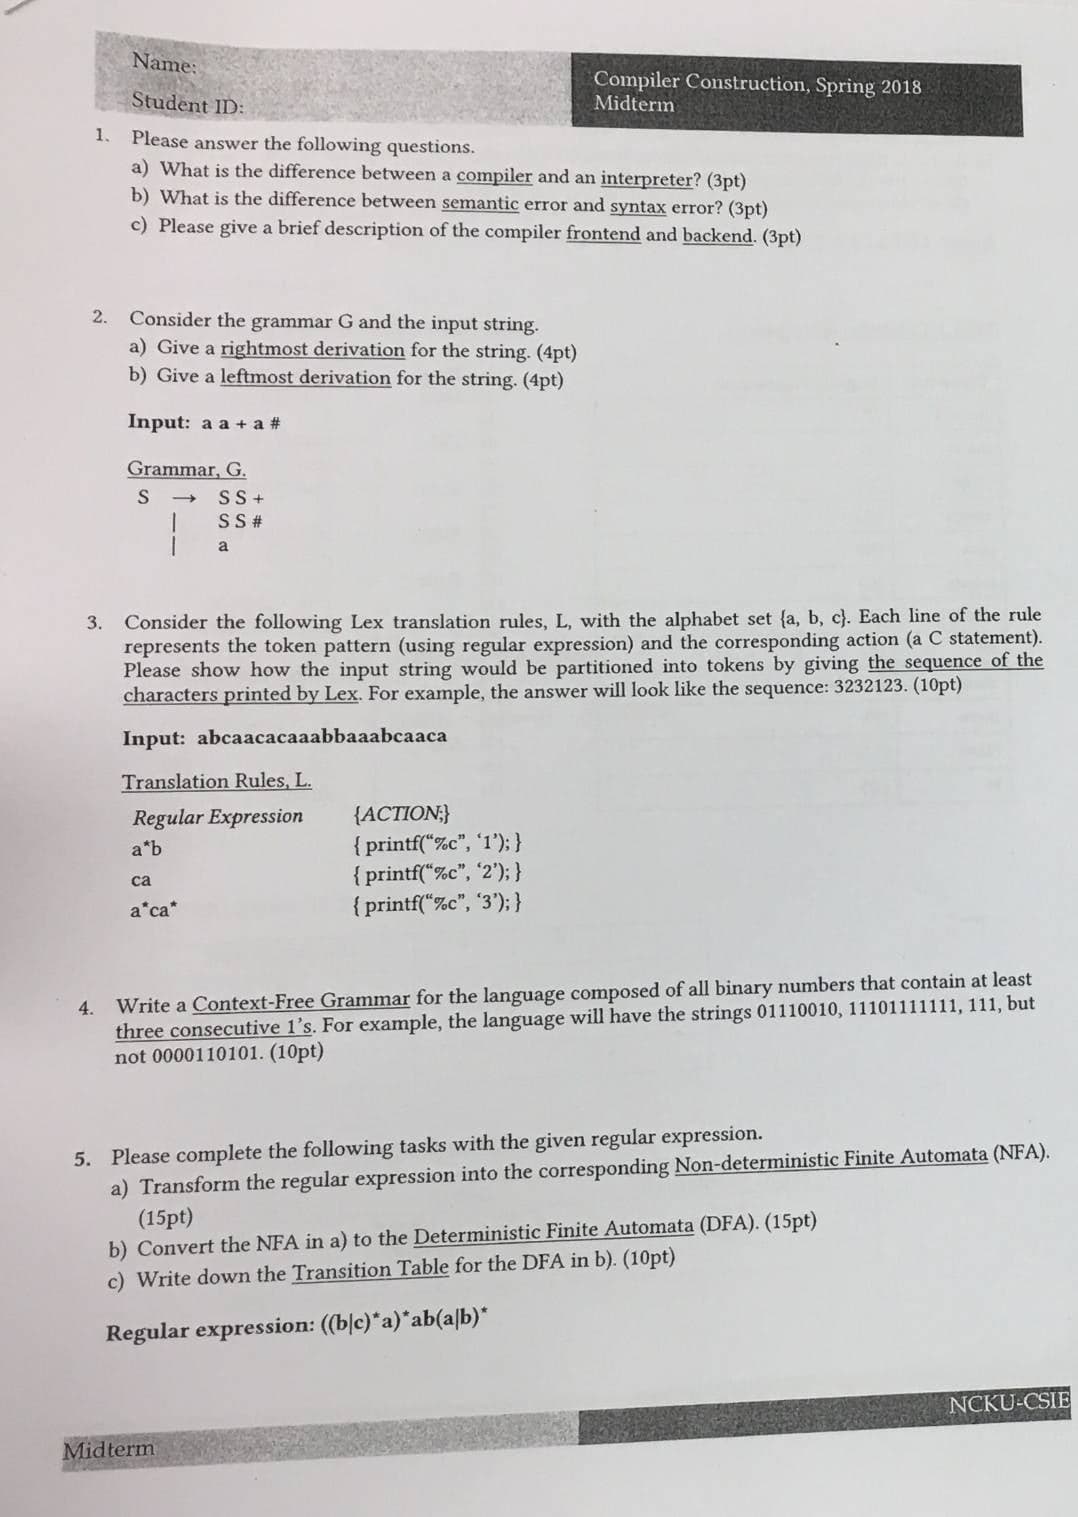 Name:
Student ID:
Compiler Construction, Spring 2018
Midterm
1. Please answer the following questions.
a) What is the difference between a compiler and an interpreter? (3pt)
b) What is the difference between semantic error and syntax error? (3pt)
c) Please give a brief description of the compiler frontend and backend. (3pt)
2. Consider the grammar G and the input string.
a) Give a rightmost derivation for the string. (4pt)
b) Give a leftmost derivation for the string. (4pt)
Input: a a + a #
Grammar, G.
S → S S +
| S S #
| a
3. Consider the following Lex translation rules, L, with the alphabet set {a, b, c}. Each line of the rule
represents the token pattern (using regular expression) and the corresponding action (a C statement).
Please show how the input string would be partitioned into tokens by giving the sequence of the
characters printed by Lex. For example, the answer will look like the sequence: 3232123. (10pt)
Input: abcaacacaaabbaaabcaaca
Translation Rules, L.
Regular Expression {ACTION;}
a*b { printf(“%c”, ‘1’); }
ca { printf(“%c”, ‘2’); }
a*ca* { printf(“%c”, ‘3’); }
4. Write a Context-Free Grammar for the language composed of all binary numbers that contain at least
three consecutive 1’s. For example, the language will have the strings 01110010, 11101111111, 111, but
not 0000110101. (10pt)
5. Please complete the following tasks with the given regular expression.
a) Transform the regular expression into the corresponding Non-deterministic Finite Automata (NFA).
(15pt)
b) Convert the NFA in a) to the Deterministic Finite Automata (DFA). (15pt)
c) Write down the Transition Table for the DFA in b). (10pt)
Regular expression: ((b|c)*a)*ab(a|b)*
NCKU-CSIE
Midterm